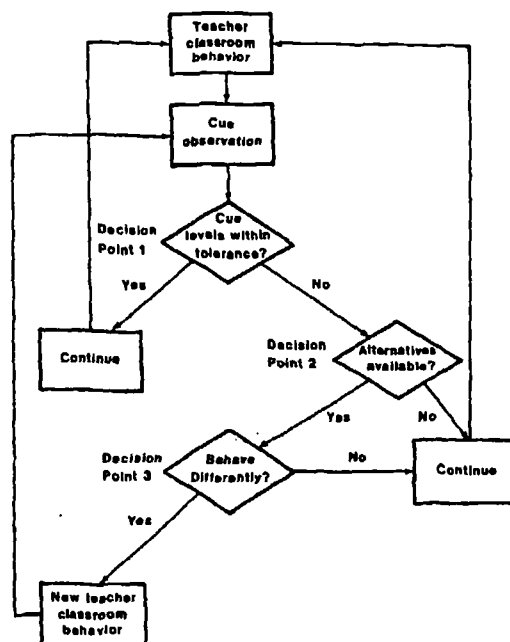 Teacher
classroom
behavior
Cue
observation
Decision
Point 1
Cue
levels within
tolerance?
Yes
No
Continue
Decision
Point 2
Alternatives
available?
Yes
No
Decision
Point 3
Behave
Differently?
No
Continue
Yes
New teacher
classroom
behavior